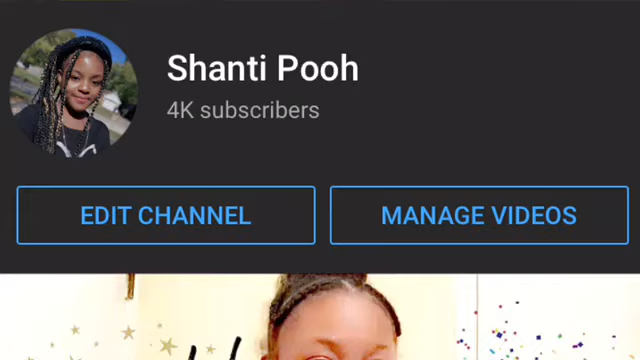 Shanti Pooh
4K subscribers
EDIT CHANNEL
MANAGE VIDEOS